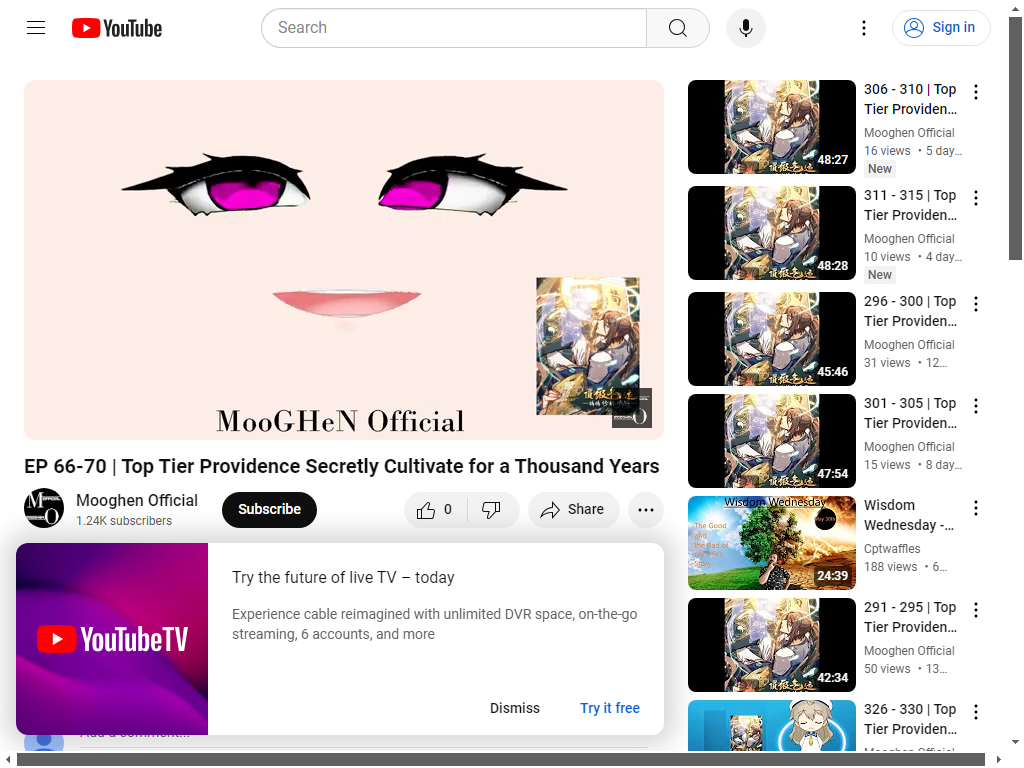 YouTube
Search
Sign in
MooGHeN Official
EP 66-70 | Top Tier Providence Secretly Cultivate for a Thousand Years
Mooghen Official
1.24K subscribers
Subscribe
0
Share
YouTubeTV
Try the future of live TV – today
Experience cable reimagined with unlimited DVR space, on-the-go
streaming, 6 accounts, and more
Dismiss
Try it free
Add a comment...
48:27
306 - 310 | Top
Tier Providen...
Mooghen Official
16 views • 5 day...
New
48:28
311 - 315 | Top
Tier Providen...
Mooghen Official
10 views • 4 day...
New
45:46
296 - 300 | Top
Tier Providen...
Mooghen Official
31 views • 12...
47:54
301 - 305 | Top
Tier Providen...
Mooghen Official
15 views • 8 day...
Wisdom Wednesday
May 30th
The Good
and
the Bad of
my Life's
Story
24:39
Wisdom
Wednesday -...
Cptwaffles
188 views • 6...
42:34
291 - 295 | Top
Tier Providen...
Mooghen Official
50 views • 13...
326 - 330 | Top
Tier Providen...
Mooghen Official